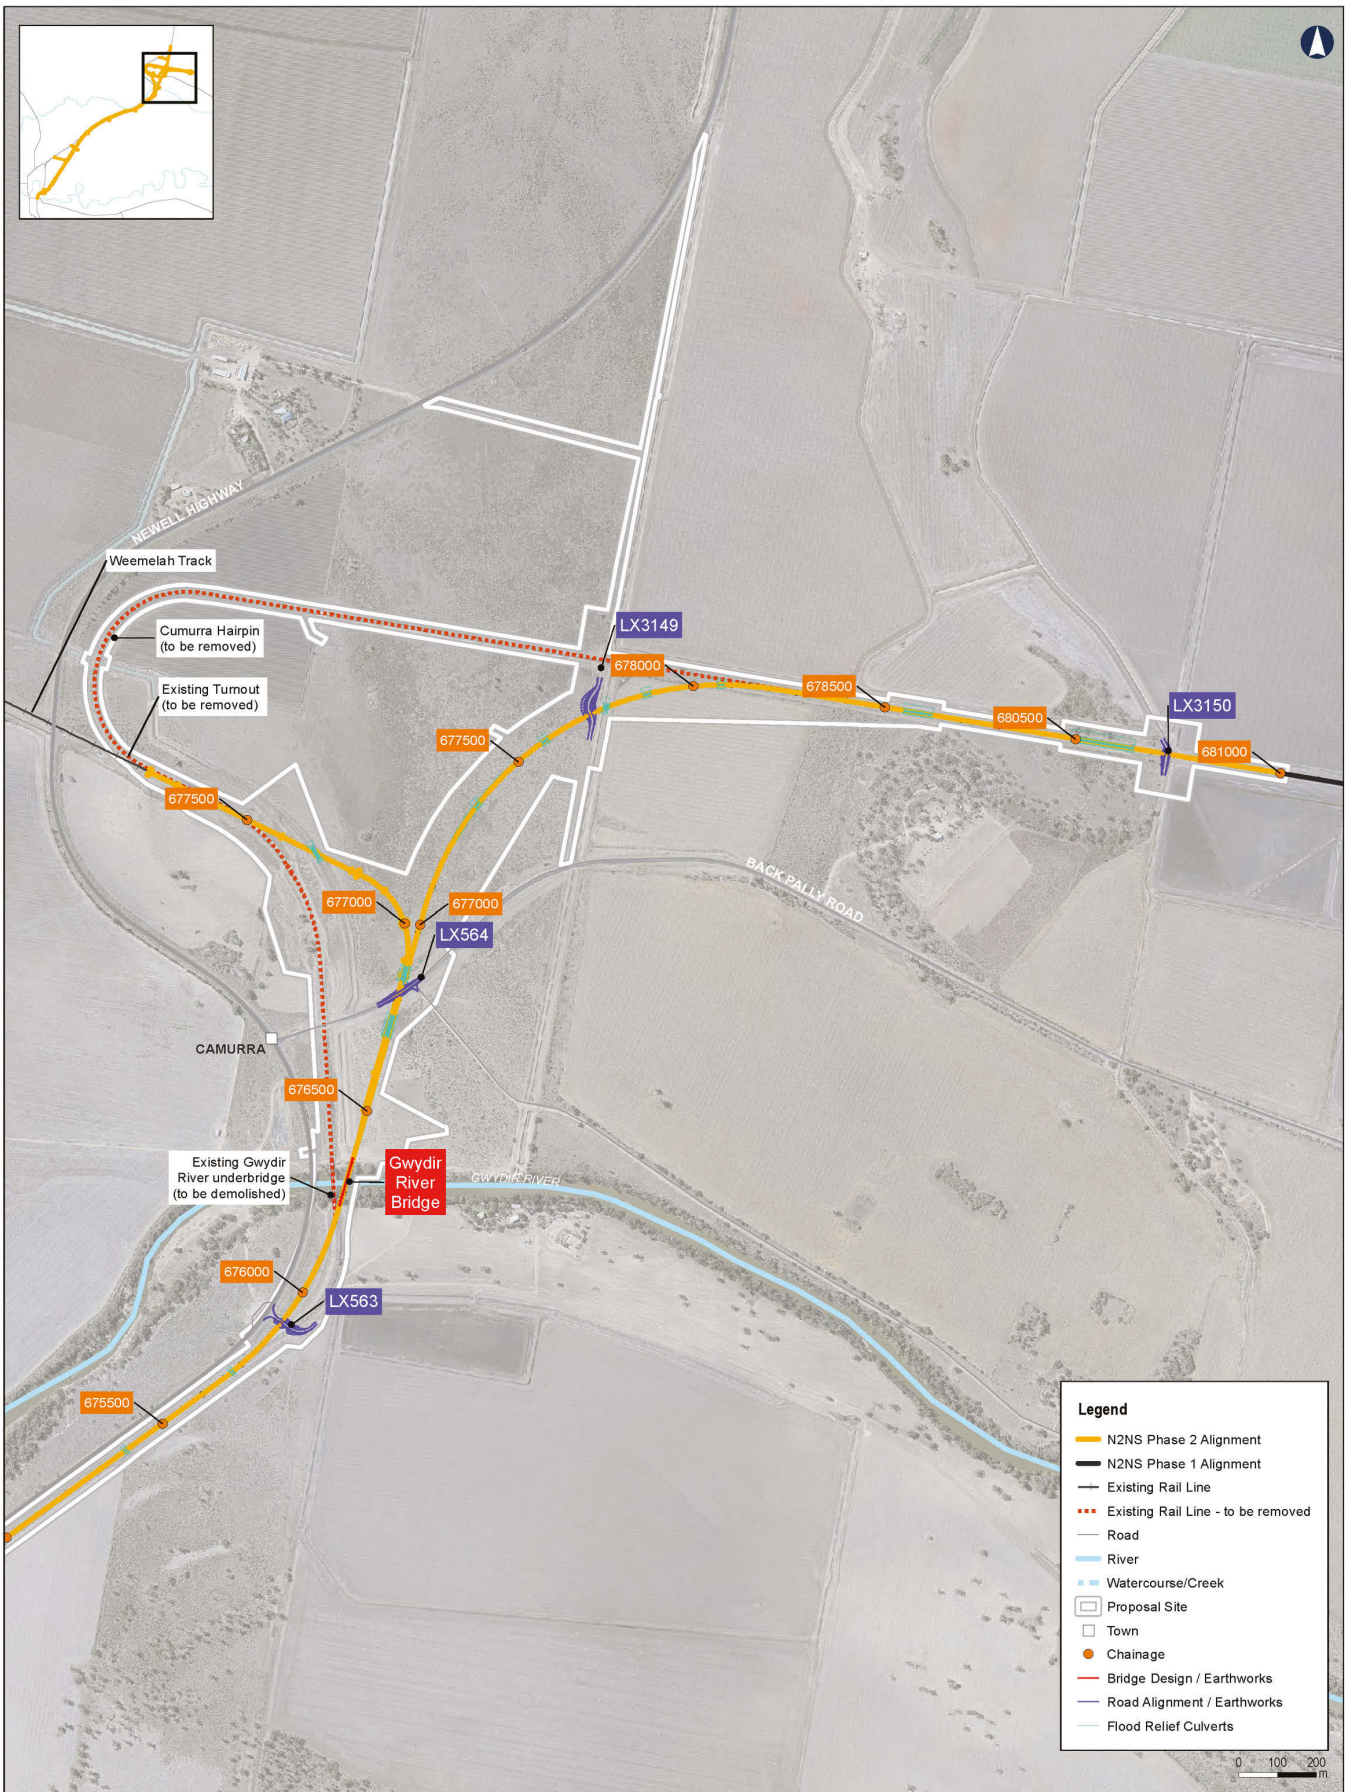 NEWELL HIGHWAY
Weemelah Track
Cumurra Hairpin
(to be removed)
LX3149
678000
Existing Turnout
(to be removed)
678500
LX3150
680500
681000
677500
677500
BACK PALLY ROAD
677000
677000
LX564
CAMURRA
676500
Existing Gwydir
River underbridge
(to be demolished)
Gwydir
River
Bridge
GWYDIR RIVER
676000
LX563
675500
Legend
N2NS Phase 2 Alignment
N2NS Phase 1 Alignment
Existing Rail Line
Existing Rail Line - to be removed
Road
River
Watercourse/Creek
Proposal Site
Town
Chainage
Bridge Design / Earthworks
Road Alignment / Earthworks
Flood Relief Culverts
0 100 200
m